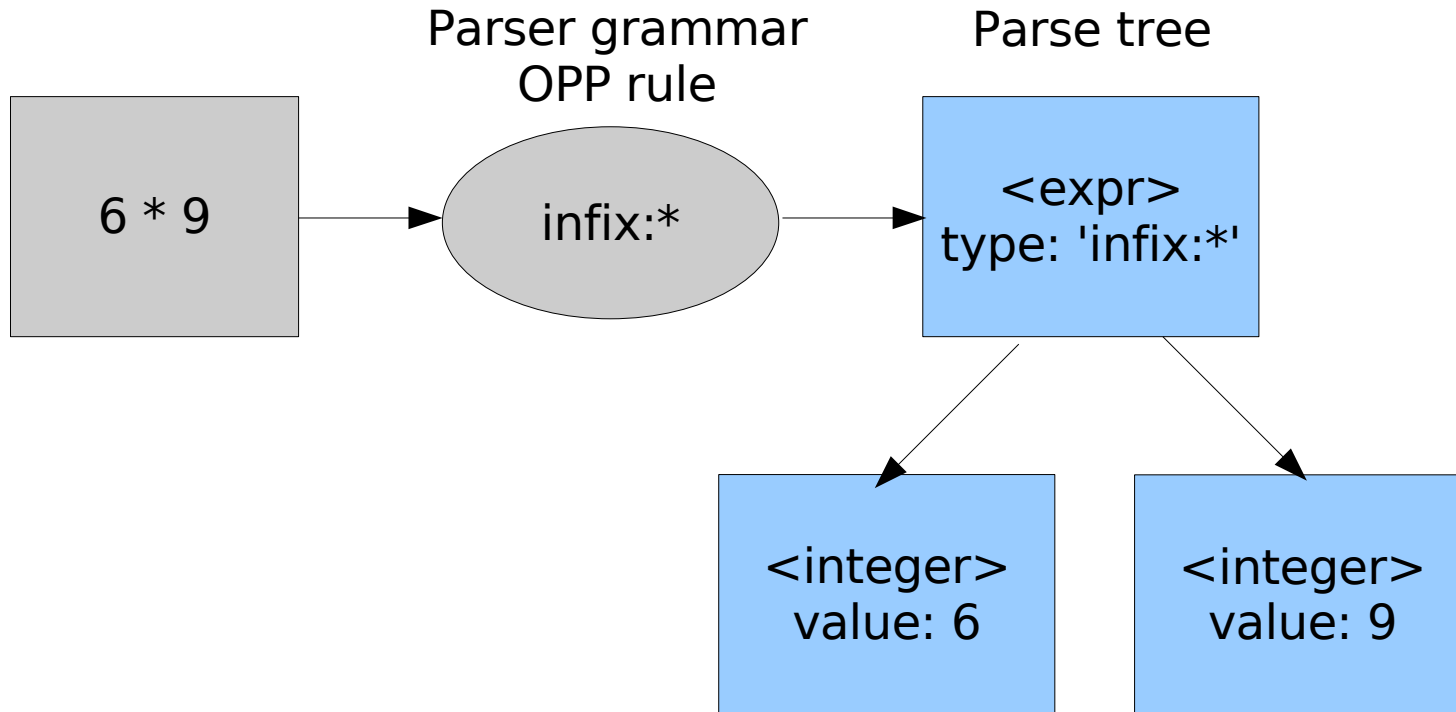 Parser grammar
OPP rule
Parse tree
6 * 9
infix:*
<expr>
type: 'infix:*'
<integer>
value: 6
<integer>
value: 9